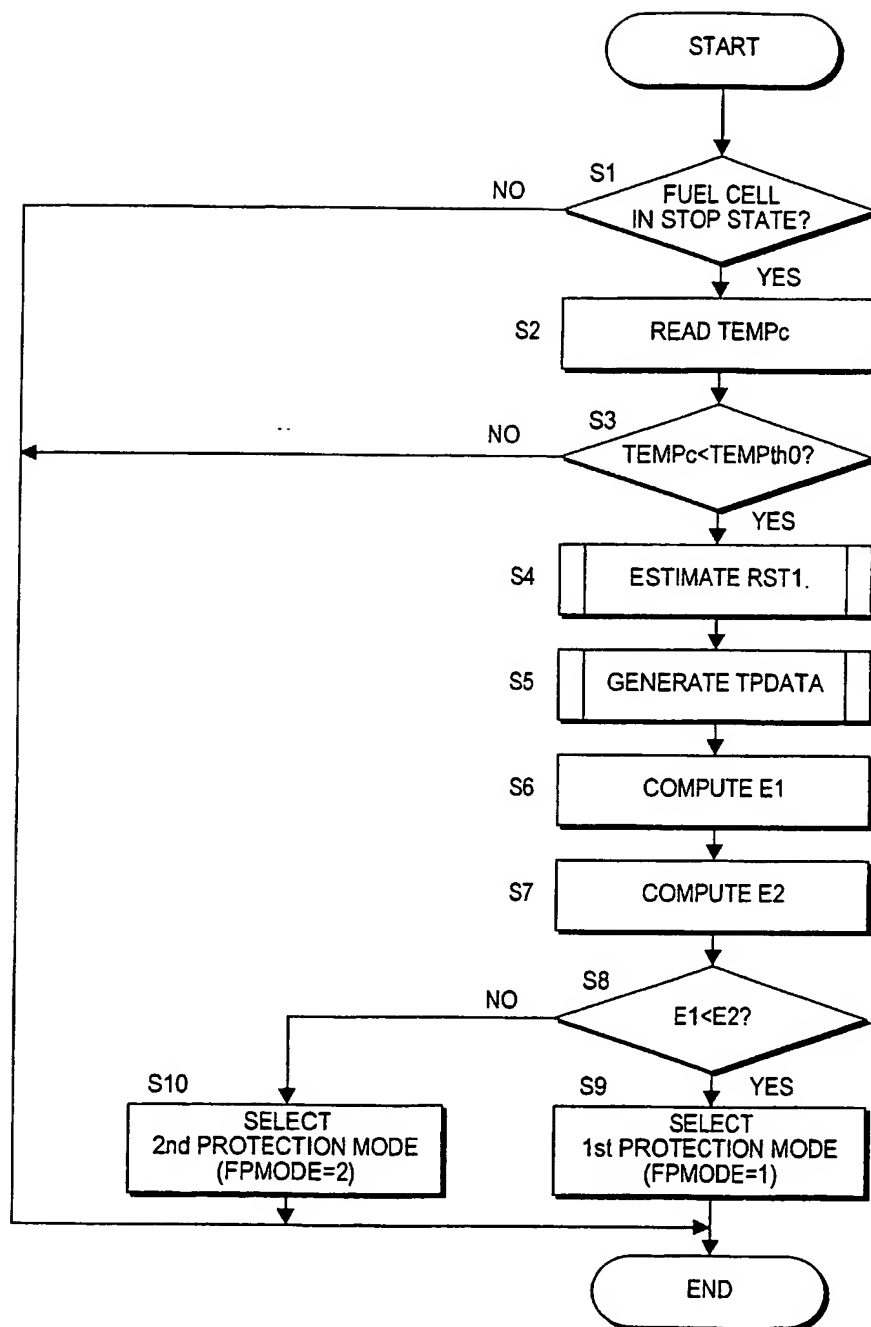 START
S1
NO
FUEL CELL
IN STOP STATE?
YES
S2
READ TEMPc
S3
NO
TEMPc<TEMPth0?
YES
S4
ESTIMATE RST1.
S5
GENERATE TPDATA
S6
COMPUTE E1
S7
COMPUTE E2
S8
NO
E1<E2?
YES
S10
SELECT
2nd PROTECTION MODE
(FPMODE=2)
S9
SELECT
1st PROTECTION MODE
(FPMODE=1)
END